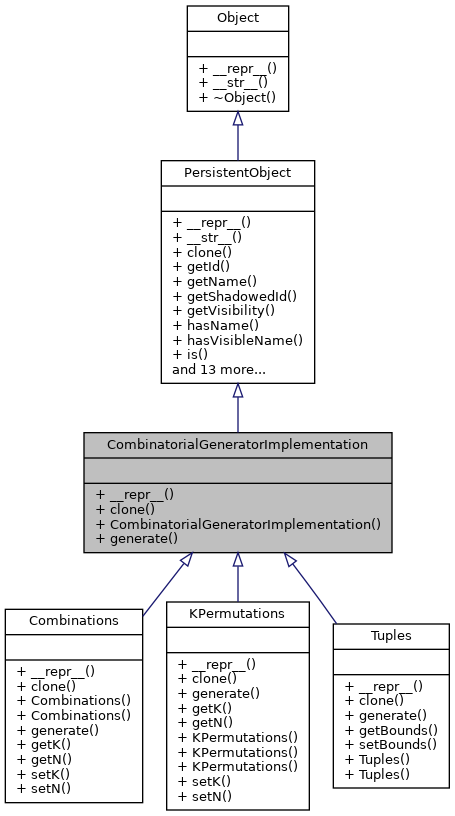 Object
+ __repr__()
+ __str__()
+ ~Object()
PersistentObject
+ __repr__()
+ __str__()
+ clone()
+ getId()
+ getName()
+ getShadowedId()
+ getVisibility()
+ hasName()
+ hasVisibleName()
+ is()
and 13 more...
CombinatorialGeneratorImplementation
+ __repr__()
+ clone()
+ CombinatorialGeneratorImplementation()
+ generate()
Combinations
+ __repr__()
+ clone()
+ Combinations()
+ Combinations()
+ generate()
+ getK()
+ getN()
+ setK()
+ setN()
KPermutations
+ __repr__()
+ clone()
+ generate()
+ getK()
+ getN()
+ KPermutations()
+ KPermutations()
+ KPermutations()
+ setK()
+ setN()
Tuples
+ __repr__()
+ clone()
+ generate()
+ getBounds()
+ setBounds()
+ Tuples()
+ Tuples()